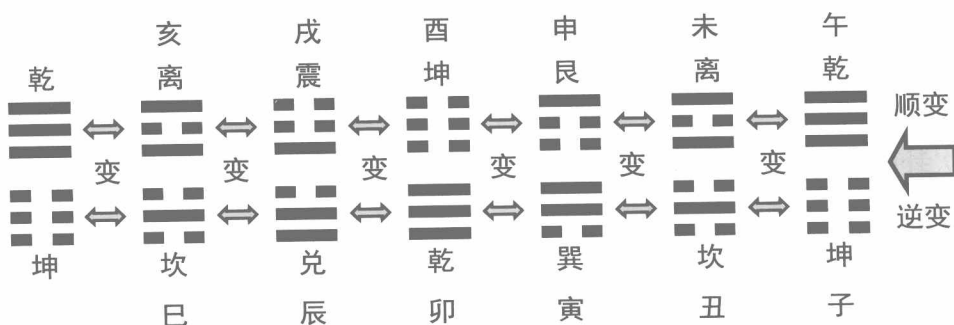 亥 戌 酉 申 未 午
乾 离 震 坤 艮 离 乾
顺变
变 变 变 变 变 变
逆变
坤 坎 兑 乾 巽 坎 坤
巳 辰 卯 寅 丑 子